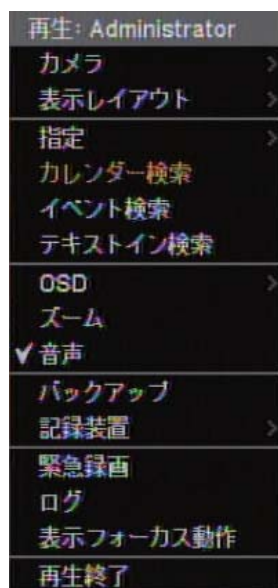 再生: Administrator
カメラ
表示レイアウト
指定
カレンダー検索
イベント検索
テキストイン検索
OSD
ズーム
音声
バックアップ
記録装置
緊急録画
ログ
表示フォーカス動作
再生終了